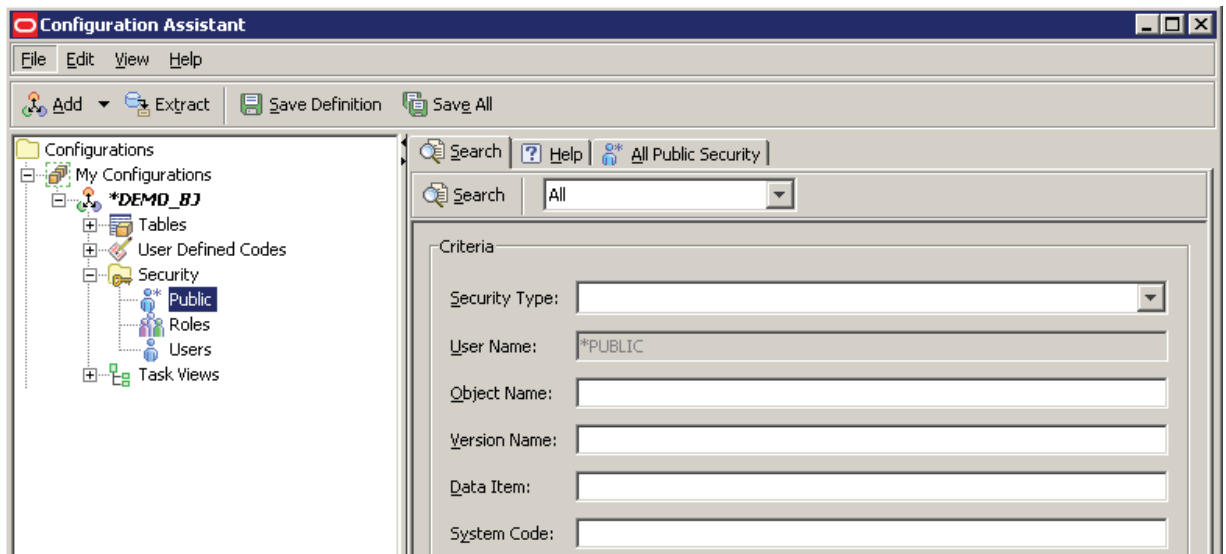 Configuration Assistant
File Edit View Help
Add Extract Save Definition Save All
Configurations
My Configurations
*DEMO_BJ
Tables
User Defined Codes
Security
Public
Roles
Users
Task Views
Search ? Help All Public Security
Search All
Criteria
Security Type:
User Name: *PUBLIC
Object Name:
Version Name:
Data Item:
System Code: